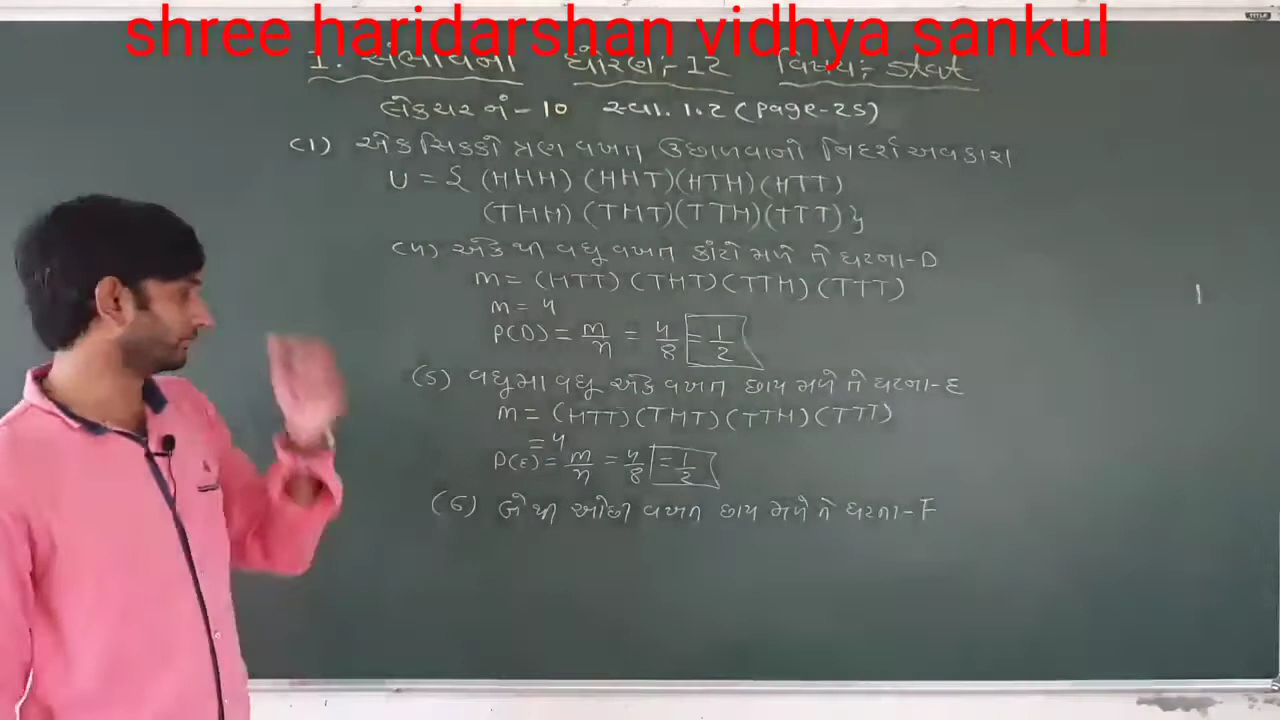 shree haridarshan vidhya sankul
1. સંભાવના ધોરણ:-12 વિષય:- stat
લેકચર નં - 10 સ્વા. 1.2 (page-25)
(1) એક સિકકો ત્રણ વખત ઉછાળવાનો નિદર્શ અવકાશ
U = { (HHH) (HHT)(HTH)(HTT)
(THH) (THT)(TTH)(TTT)}
(4) એક થી વધુ વખત કાંટો મળે તે ઘટના-D
m = (HTT) (THT)(TTH)(TTT)
m = 4
P(D) = m/n = 4/8 = 1/2
(5) વધુમા વધુ એક વખત છાપ મળે તે ઘટના-E
m = (HTT)(THT)(TTH)(TTT)
= 4
P(E) = m/n = 4/8 = 1/2
(6) બે થી ઓછી વખત છાપ મળે તે ઘટના-F